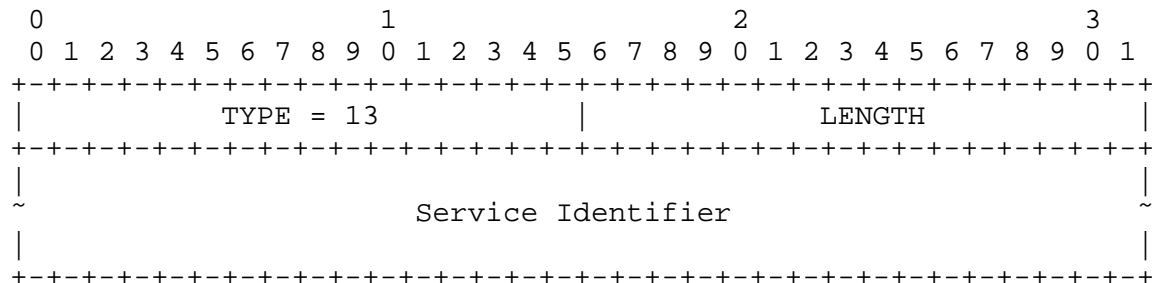 0                   1                   2                   3
 0 1 2 3 4 5 6 7 8 9 0 1 2 3 4 5 6 7 8 9 0 1 2 3 4 5 6 7 8 9 0 1
+-+-+-+-+-+-+-+-+-+-+-+-+-+-+-+-+-+-+-+-+-+-+-+-+-+-+-+-+-+-+-+-+
|           TYPE = 13           |             LENGTH            |
+-+-+-+-+-+-+-+-+-+-+-+-+-+-+-+-+-+-+-+-+-+-+-+-+-+-+-+-+-+-+-+-+
|                                                               |
~                      Service Identifier                       ~
|                                                               |
+-+-+-+-+-+-+-+-+-+-+-+-+-+-+-+-+-+-+-+-+-+-+-+-+-+-+-+-+-+-+-+-+